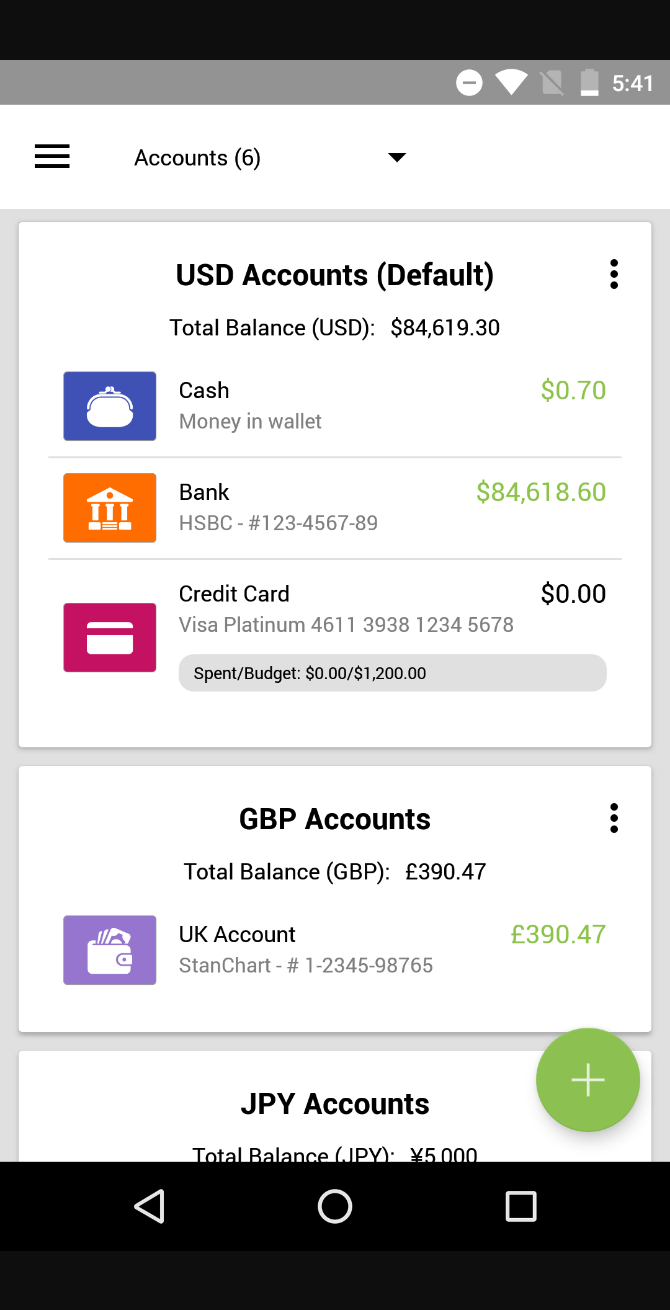 5:41
Accounts (6)
USD Accounts (Default)
Total Balance (USD): $84,619.30
Cash $0.70
Money in wallet
Bank $84,618.60
HSBC - #123-4567-89
Credit Card $0.00
Visa Platinum 4611 3938 1234 5678
Spent/Budget: $0.00/$1,200.00
GBP Accounts
Total Balance (GBP): £390.47
UK Account £390.47
StanChart - # 1-2345-98765
JPY Accounts
Total Balance (JPY): ¥5,000